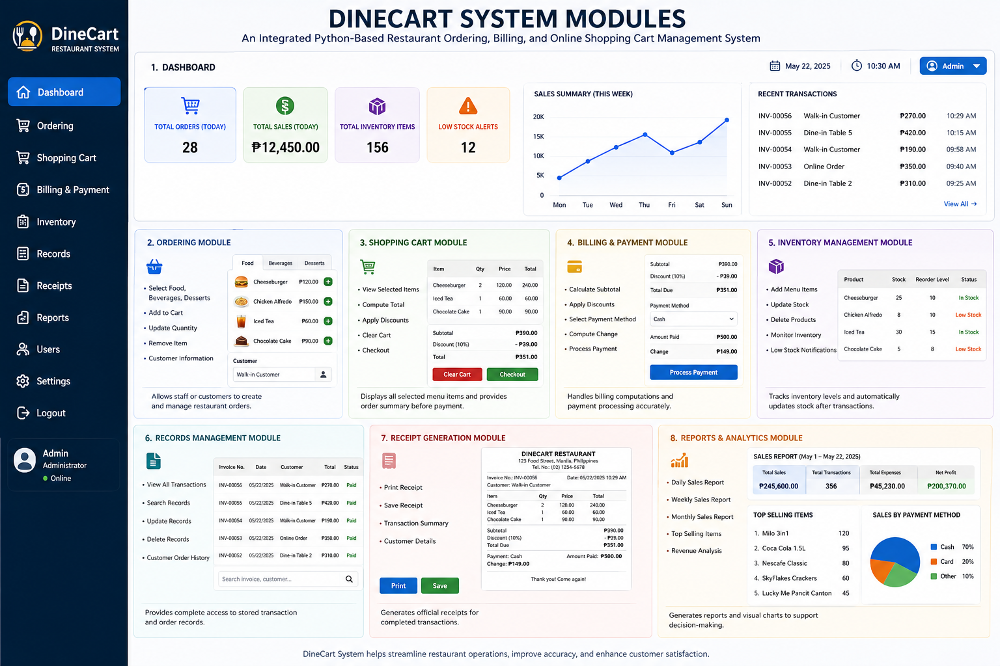 DineCart
RESTAURANT SYSTEM
Dashboard
Ordering
Shopping Cart
Billing & Payment
Inventory
Records
Receipts
Reports
Users
Settings
Logout
Admin
Administrator
Online
DINECART SYSTEM MODULES
An Integrated Python-Based Restaurant Ordering, Billing, and Online Shopping Cart Management System
1. DASHBOARD
May 22, 2025 10:30 AM Admin
TOTAL ORDERS (TODAY)
28
TOTAL SALES (TODAY)
₱12,450.00
TOTAL INVENTORY ITEMS
156
LOW STOCK ALERTS
12
SALES SUMMARY (THIS WEEK)
20K
15K
10K
5K
0
Mon Tue Wed Thu Fri Sat Sun
RECENT TRANSACTIONS
INV-00056 Walk-in Customer ₱270.00 10:29 AM
INV-00055 Dine-in Table 5 ₱420.00 10:15 AM
INV-00054 Walk-in Customer ₱190.00 09:58 AM
INV-00053 Online Order ₱350.00 09:40 AM
INV-00052 Dine-in Table 2 ₱310.00 09:25 AM
View All →
2. ORDERING MODULE
• Select Food,
Beverages, Desserts
• Add to Cart
• Update Quantity
• Remove Item
• Customer Information
Food Beverages Desserts
Cheeseburger ₱120.00 +
Chicken Alfredo ₱150.00 +
Iced Tea ₱60.00 +
Chocolate Cake ₱90.00 +
Customer
Walk-in Customer
Allows staff or customers to create
and manage restaurant orders.
3. SHOPPING CART MODULE
• View Selected Items
• Compute Total
• Apply Discounts
• Clear Cart
• Checkout
Item Qty Price Total
Cheeseburger 2 120.00 240.00
Iced Tea 1 60.00 60.00
Chocolate Cake 1 90.00 90.00
Subtotal ₱390.00
Discount (10%) - ₱39.00
Total ₱351.00
Clear Cart Checkout
Displays all selected menu items and provides
order summary before payment.
4. BILLING & PAYMENT MODULE
• Calculate Subtotal
• Apply Discounts
• Select Payment Method
• Compute Change
• Process Payment
Subtotal ₱390.00
Discount (10%) - ₱39.00
Total Due ₱351.00
Payment Method
Cash
Amount Paid ₱500.00
Change ₱149.00
Process Payment
Handles billing computations and
payment processing accurately.
5. INVENTORY MANAGEMENT MODULE
• Add Menu Items
• Update Stock
• Delete Products
• Monitor Inventory
• Low Stock Notifications
Product Stock Reorder Level Status
Cheeseburger 25 10 In Stock
Chicken Alfredo 8 10 Low Stock
Iced Tea 30 15 In Stock
Chocolate Cake 5 8 Low Stock
Tracks inventory levels and automatically
updates stock after transactions.
6. RECORDS MANAGEMENT MODULE
• View All Transactions
• Search Records
• Update Records
• Delete Records
• Customer Order History
Invoice No. Date Customer Total Status
INV-00056 05/22/2025 Walk-in Customer ₱270.00 Paid
INV-00055 05/22/2025 Dine-in Table 5 ₱420.00 Paid
INV-00054 05/22/2025 Walk-in Customer ₱190.00 Paid
INV-00053 05/22/2025 Online Order ₱350.00 Paid
INV-00052 05/22/2025 Dine-in Table 2 ₱310.00 Paid
Search invoice, customer...
Provides complete access to stored transaction
and order records.
7. RECEIPT GENERATION MODULE
• Print Receipt
• Save Receipt
• Transaction Summary
• Customer Details
Print Save
DINECART RESTAURANT
123 Food Street, Manila, Philippines
Tel. No.: (02) 1234-5678
Invoice No.: INV-00056 Date: 05/22/2025 10:29 AM
Customer: Walk-in Customer
Item Qty Price Total
Cheeseburger 2 120.00 240.00
Iced Tea 1 60.00 60.00
Chocolate Cake 1 90.00 90.00
Subtotal ₱390.00
Discount (10%) - ₱39.00
Total Due ₱351.00
Payment: Cash Amount Paid: ₱500.00
Change: ₱149.00
Thank you! Come again!
Generates official receipts for
completed transactions.
8. REPORTS & ANALYTICS MODULE
• Daily Sales Report
• Weekly Sales Report
• Monthly Sales Report
• Top Selling Items
• Revenue Analysis
SALES REPORT (May 1 – May 22, 2025)
Total Sales Total Transactions Total Expenses Net Profit
₱245,600.00 356 ₱45,230.00 ₱200,370.00
TOP SELLING ITEMS
1. Milo 3in1 120
2. Coca Cola 1.5L 95
3. Nescafe Classic 80
4. SkyFlakes Crackers 60
5. Lucky Me Pancit Canton 45
SALES BY PAYMENT METHOD
Cash 70%
Card 20%
Other 10%
Generates reports and visual charts to support
decision-making.
DineCart System helps streamline restaurant operations, improve accuracy, and enhance customer satisfaction.